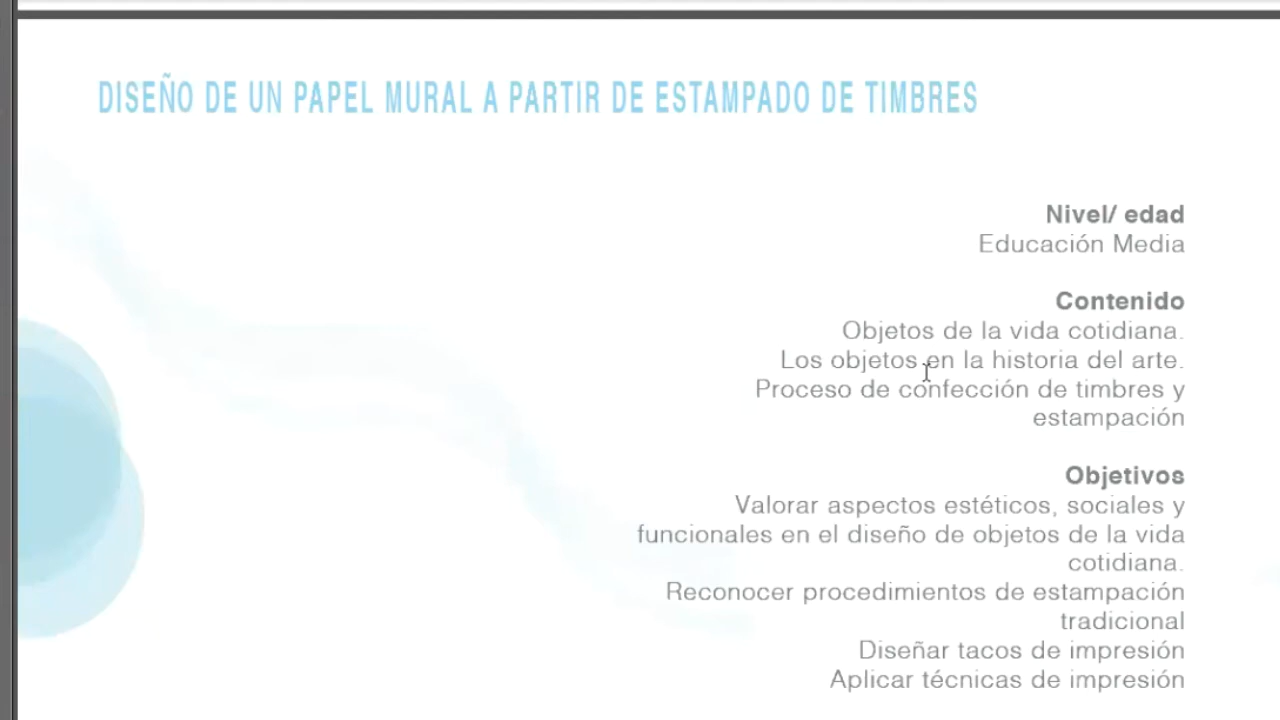 DISEÑO DE UN PAPEL MURAL A PARTIR DE ESTAMPADO DE TIMBRES
Nivel/ edad
Educación Media
Contenido
Objetos de la vida cotidiana.
Los objetos en la historia del arte.
Proceso de confección de timbres y
estampación
Objetivos
Valorar aspectos estéticos, sociales y
funcionales en el diseño de objetos de la vida
cotidiana.
Reconocer procedimientos de estampación
tradicional
Diseñar tacos de impresión
Aplicar técnicas de impresión